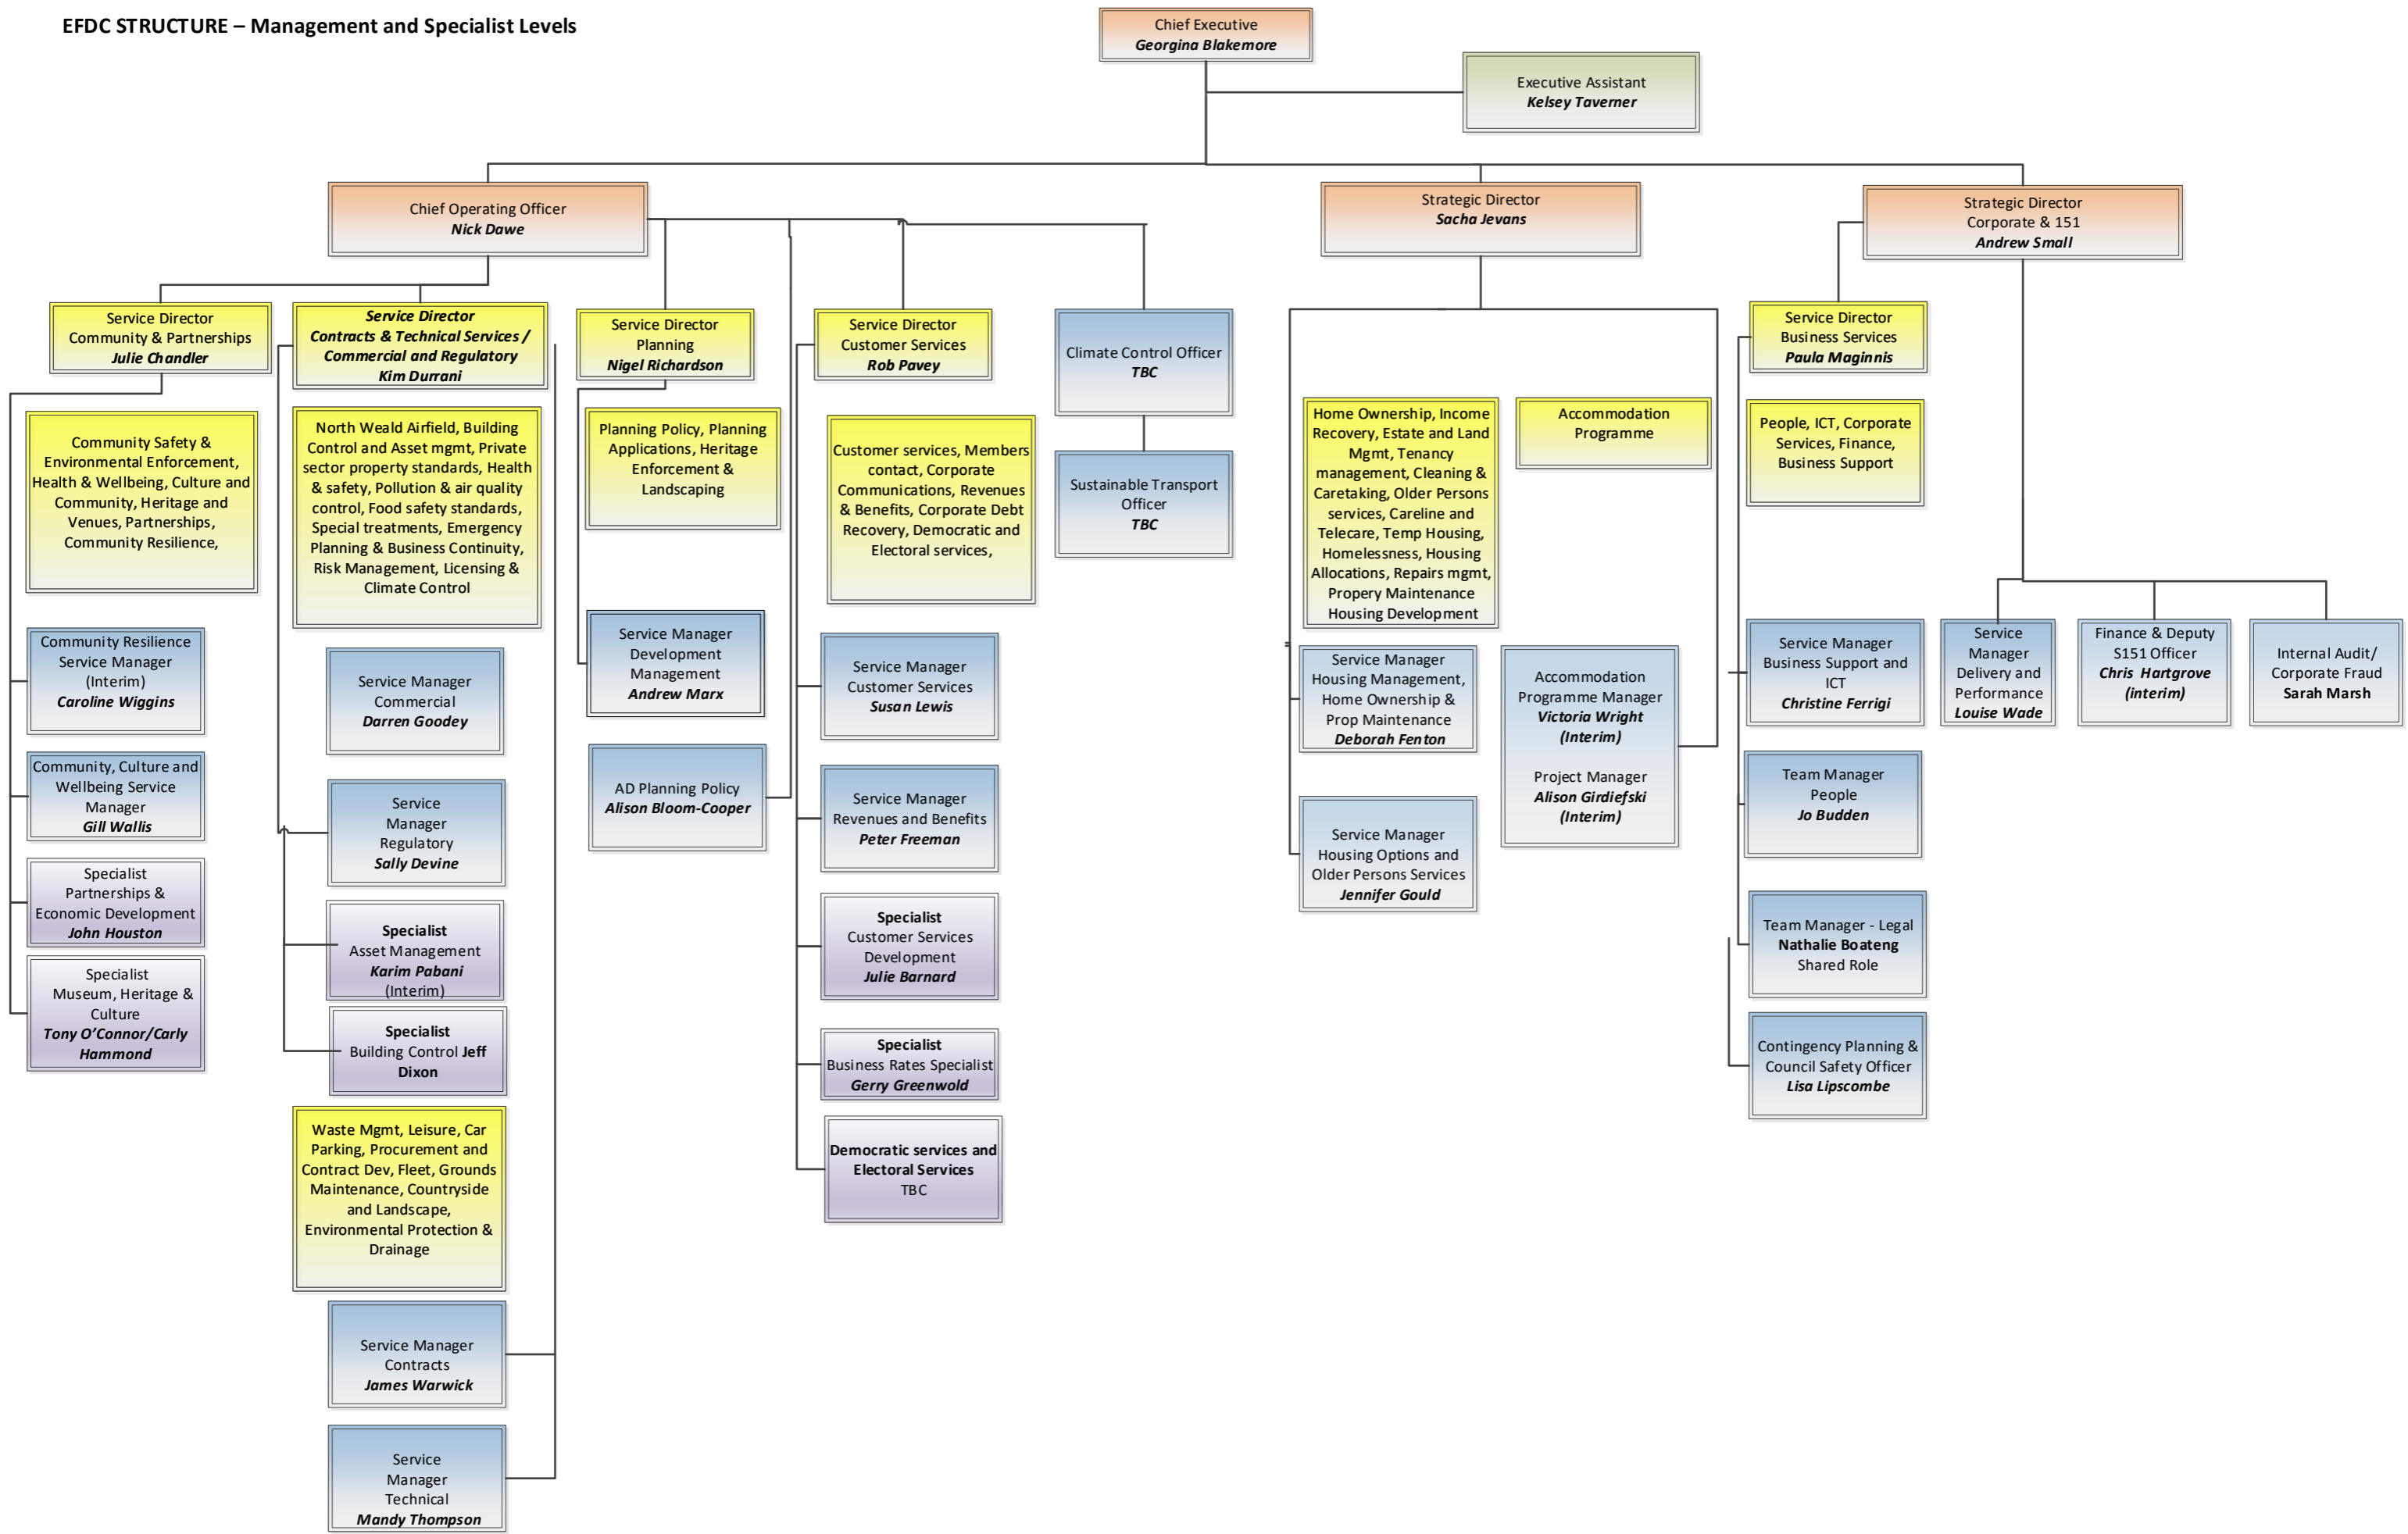 EFDC STRUCTURE – Management and Specialist Levels
Chief Executive
Georgina Blakemore
Executive Assistant
Kelsey Taverner
Chief Operating Officer
Nick Dawe
Strategic Director
Sacha Jevans
Strategic Director
Corporate & 151
Andrew Small
Service Director
Community & Partnerships
Julie Chandler
Community Safety &
Environmental Enforcement,
Health & Wellbeing, Culture and
Community, Heritage and
Venues, Partnerships,
Community Resilience,
Community Resilience
Service Manager
(Interim)
Caroline Wiggins
Community, Culture and
Wellbeing Service
Manager
Gill Wallis
Specialist
Partnerships &
Economic Development
John Houston
Specialist
Museum, Heritage &
Culture
Tony O’Connor/Carly
Hammond
Service Director
Contracts & Technical Services /
Commercial and Regulatory
Kim Durrani
North Weald Airfield, Building
Control and Asset mgmt, Private
sector property standards, Health
& safety, Pollution & air quality
control, Food safety standards,
Special treatments, Emergency
Planning & Business Continuity,
Risk Management, Licensing &
Climate Control
Service Manager
Commercial
Darren Goodey
Service
Manager
Regulatory
Sally Devine
Specialist
Asset Management
Karim Pabani
(Interim)
Specialist
Building Control Jeff
Dixon
Waste Mgmt, Leisure, Car
Parking, Procurement and
Contract Dev, Fleet, Grounds
Maintenance, Countryside
and Landscape,
Environmental Protection &
Drainage
Service Manager
Contracts
James Warwick
Service
Manager
Technical
Mandy Thompson
Service Director
Planning
Nigel Richardson
Planning Policy, Planning
Applications, Heritage
Enforcement &
Landscaping
Service Manager
Development
Management
Andrew Marx
AD Planning Policy
Alison Bloom-Cooper
Service Director
Customer Services
Rob Pavey
Customer services, Members
contact, Corporate
Communications, Revenues
& Benefits, Corporate Debt
Recovery, Democratic and
Electoral services,
Service Manager
Customer Services
Susan Lewis
Service Manager
Revenues and Benefits
Peter Freeman
Specialist
Customer Services
Development
Julie Barnard
Specialist
Business Rates Specialist
Gerry Greenwold
Democratic services and
Electoral Services
TBC
Climate Control Officer
TBC
Sustainable Transport
Officer
TBC
Home Ownership, Income
Recovery, Estate and Land
Mgmt, Tenancy
management, Cleaning &
Caretaking, Older Persons
services, Careline and
Telecare, Temp Housing,
Homelessness, Housing
Allocations, Repairs mgmt,
Propery Maintenance
Housing Development
Service Manager
Housing Management,
Home Ownership &
Prop Maintenance
Deborah Fenton
Service Manager
Housing Options and
Older Persons Services
Jennifer Gould
Accommodation
Programme
Accommodation
Programme Manager
Victoria Wright
(Interim)
Project Manager
Alison Girdiefski
(Interim)
Service Director
Business Services
Paula Maginnis
People, ICT, Corporate
Services, Finance,
Business Support
Service Manager
Business Support and
ICT
Christine Ferrigi
Team Manager
People
Jo Budden
Team Manager - Legal
Nathalie Boateng
Shared Role
Contingency Planning &
Council Safety Officer
Lisa Lipscombe
Service
Manager
Delivery and
Performance
Louise Wade
Finance & Deputy
S151 Officer
Chris Hartgrove
(interim)
Internal Audit/
Corporate Fraud
Sarah Marsh